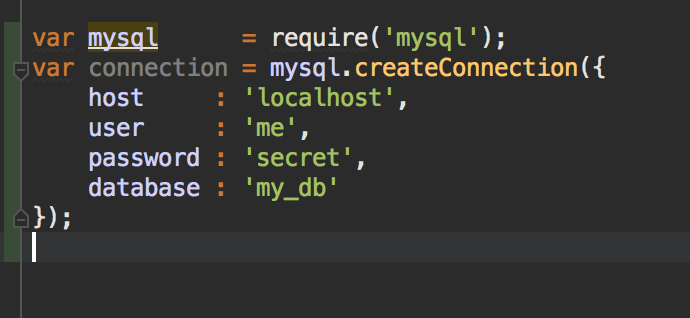 var mysql      = require('mysql');
var connection = mysql.createConnection({
    host     : 'localhost',
    user     : 'me',
    password : 'secret',
    database : 'my_db'
});